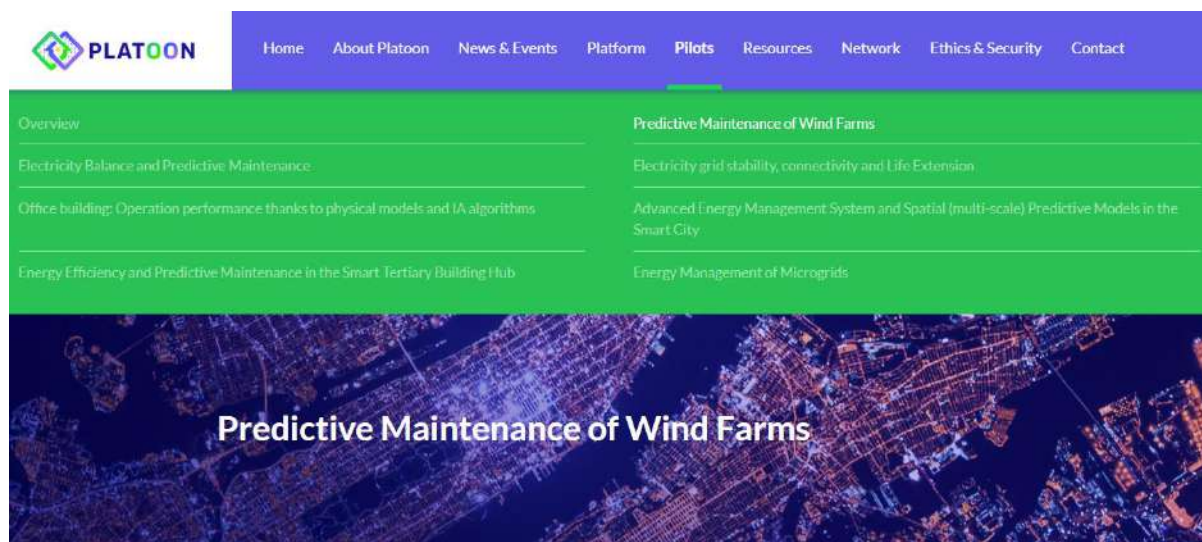 PLATOON
Home About Platoon News & Events Platform Pilots Resources Network Ethics & Security Contact
Overview
Predictive Maintenance of Wind Farms
Electricity Balance and Predictive Maintenance
Electricity grid stability, connectivity and Life Extension
Office building: Operation performance thanks to physical models and IA algorithms
Advanced Energy Management System and Spatial (multi-scale) Predictive Models in the
Smart City
Energy Efficiency and Predictive Maintenance in the Smart Tertiary Building Hub
Energy Management of Microgrids
Predictive Maintenance of Wind Farms